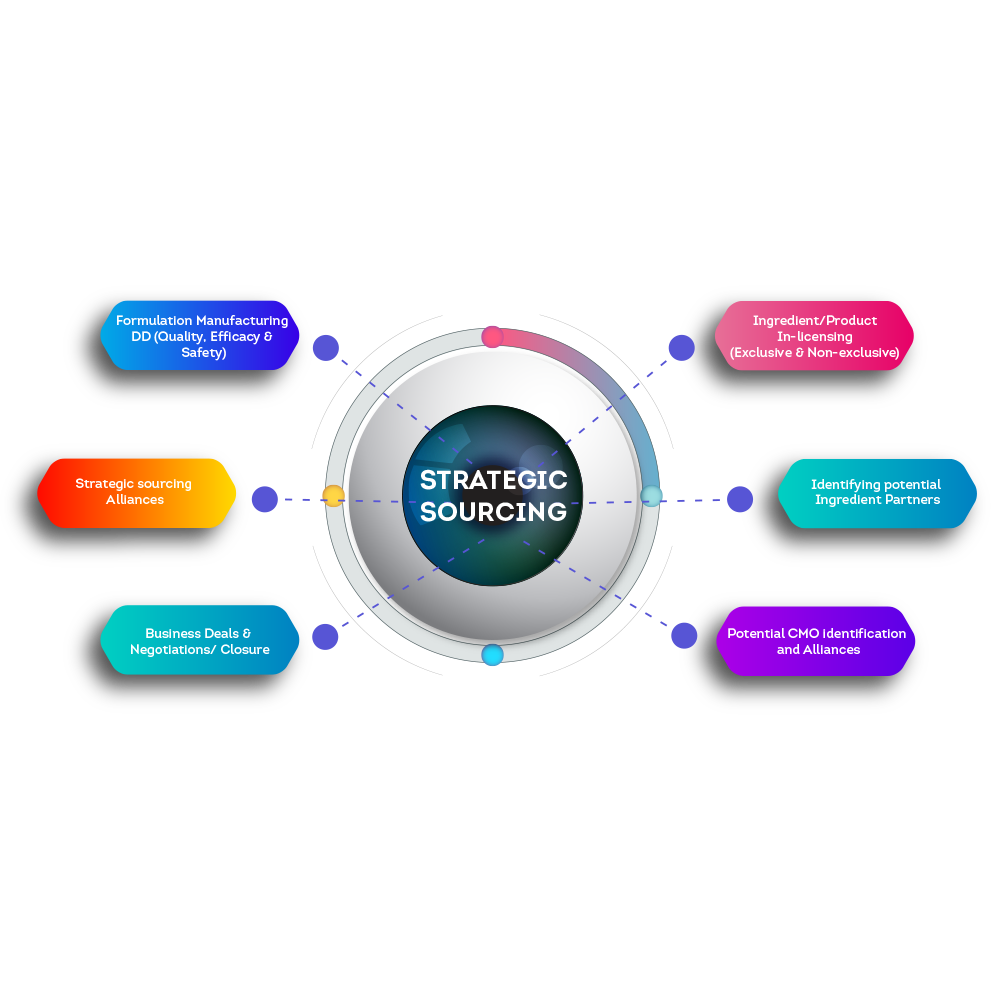 Formulation Manufacturing
DD (Quality, Efficacy &
Safety)
Ingredient/Product
In-licensing
(Exclusive & Non-exclusive)
Strategic sourcing
Alliances
STRATEGIC
SOURCING
Identifying potential
Ingredient Partners
Business Deals &
Negotiations/ Closure
Potential CMO identification
and Alliances